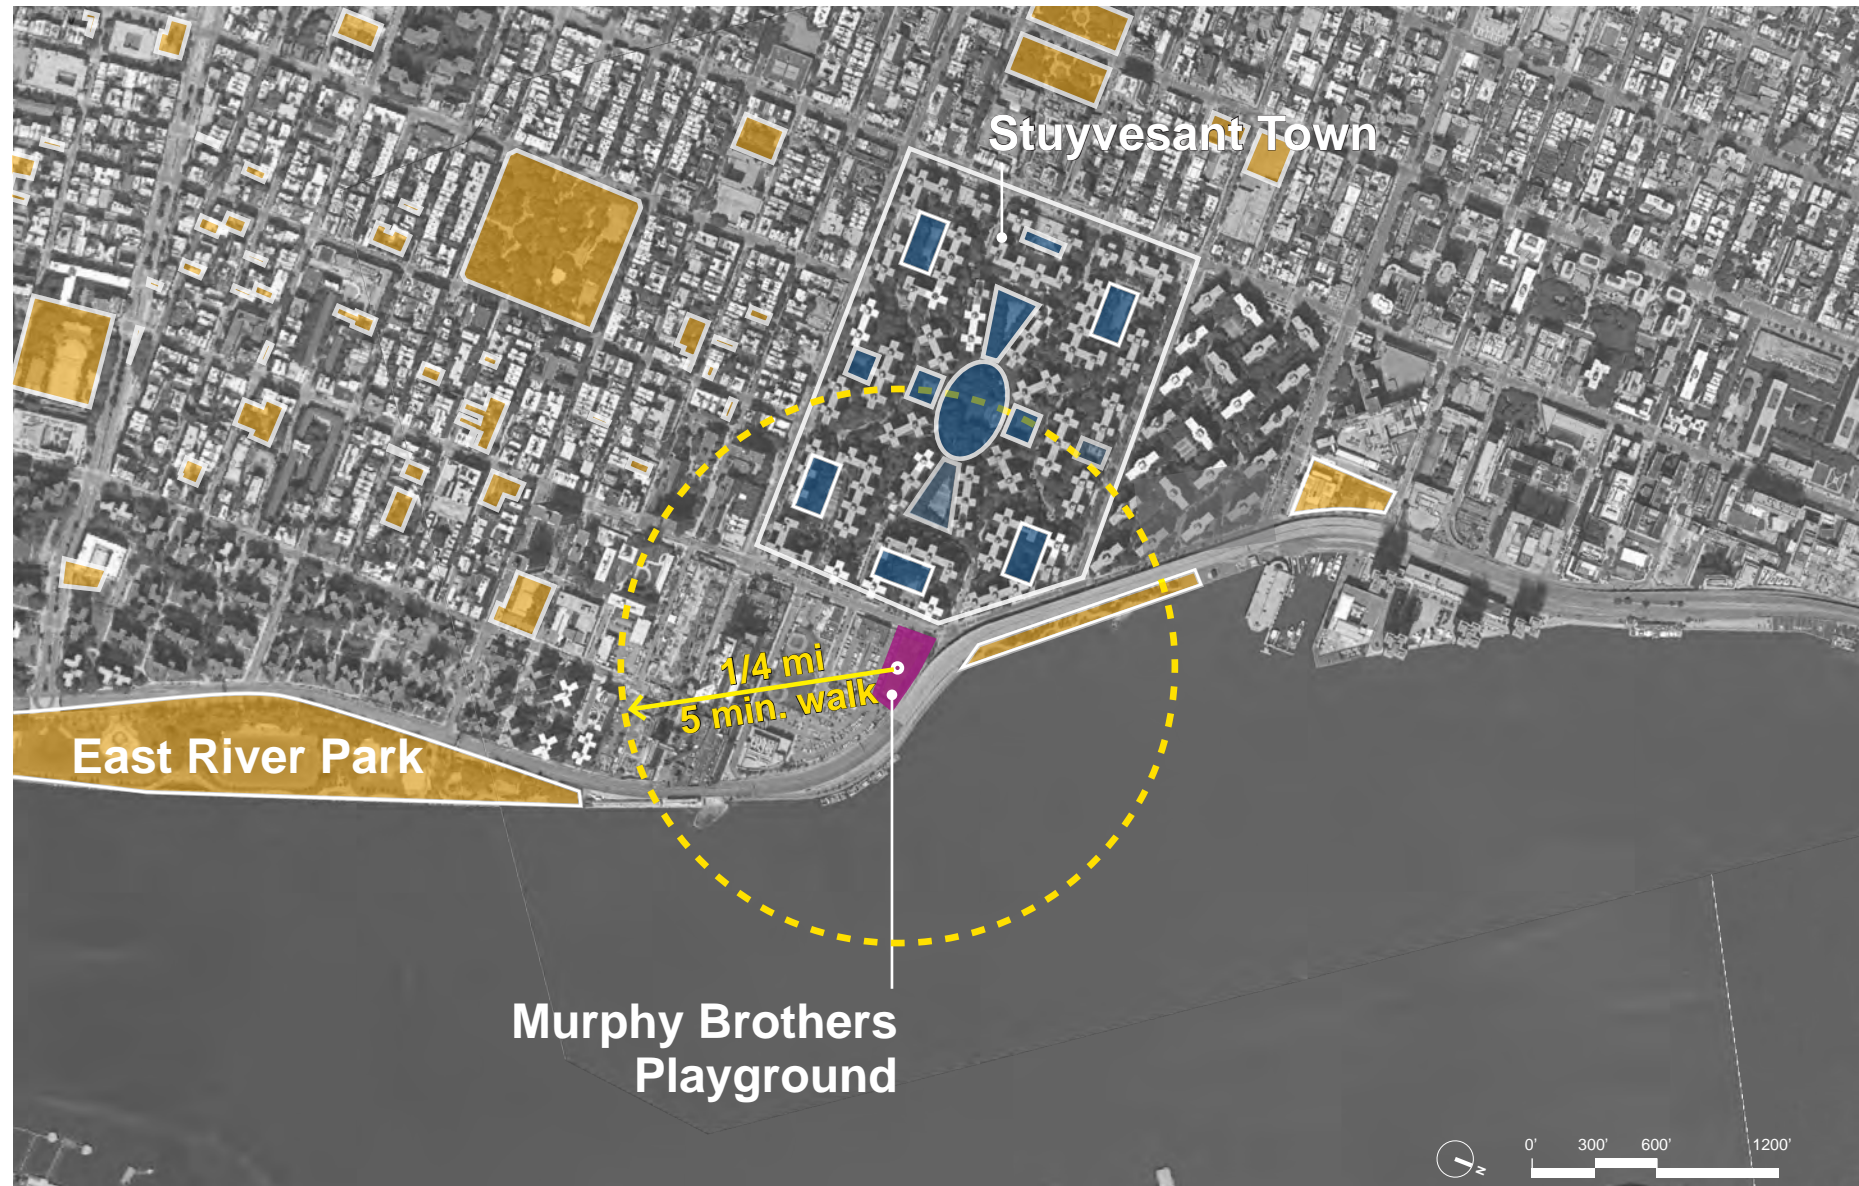 Stuyvesant Town
1/4 mi
5 min. walk
East River Park
Murphy Brothers
Playground
N
0' 300' 600' 1200'